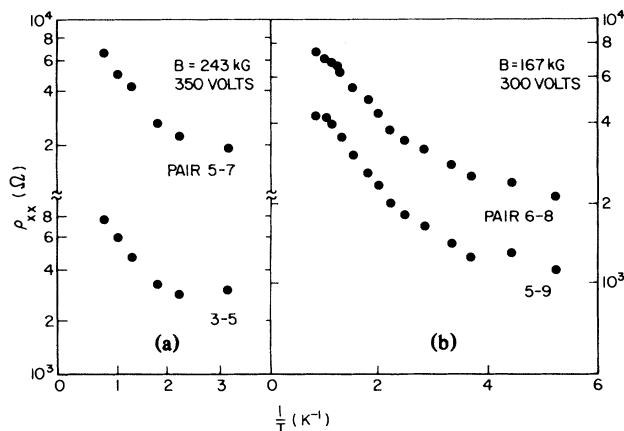 10⁴
8
6
4
2
8
6
4
2
10³
ρxx (Ω)
B = 243 kG
350 VOLTS
PAIR 5-7
3-5
(a)
0 1 2 3
B = 167 kG
300 VOLTS
PAIR 6-8
5-9
(b)
0 2 4 6
10⁴
8
6
4
2
10³
1/T (K⁻¹)